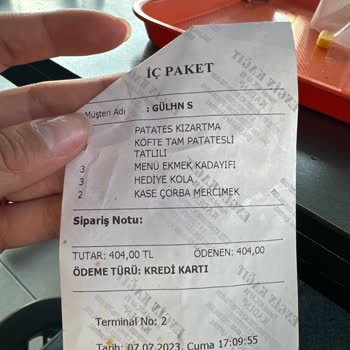 İÇ PAKET
Müşteri Adı : GÜLHN S
PATATES KIZARTMA
KÖFTE TAM PATATESLİ
TATLILI
3 MENÜ EKMEK KADAYIFI
3 HEDİYE KOLA
2 KASE ÇORBA MERCİMEK
Sipariş Notu:
TUTAR: 404,00 TL ÖDENEN: 404,00
ÖDEME TÜRÜ: KREDİ KARTI
Terminal No: 2
Tarih: 07.07.2023, Cuma 17:09:55